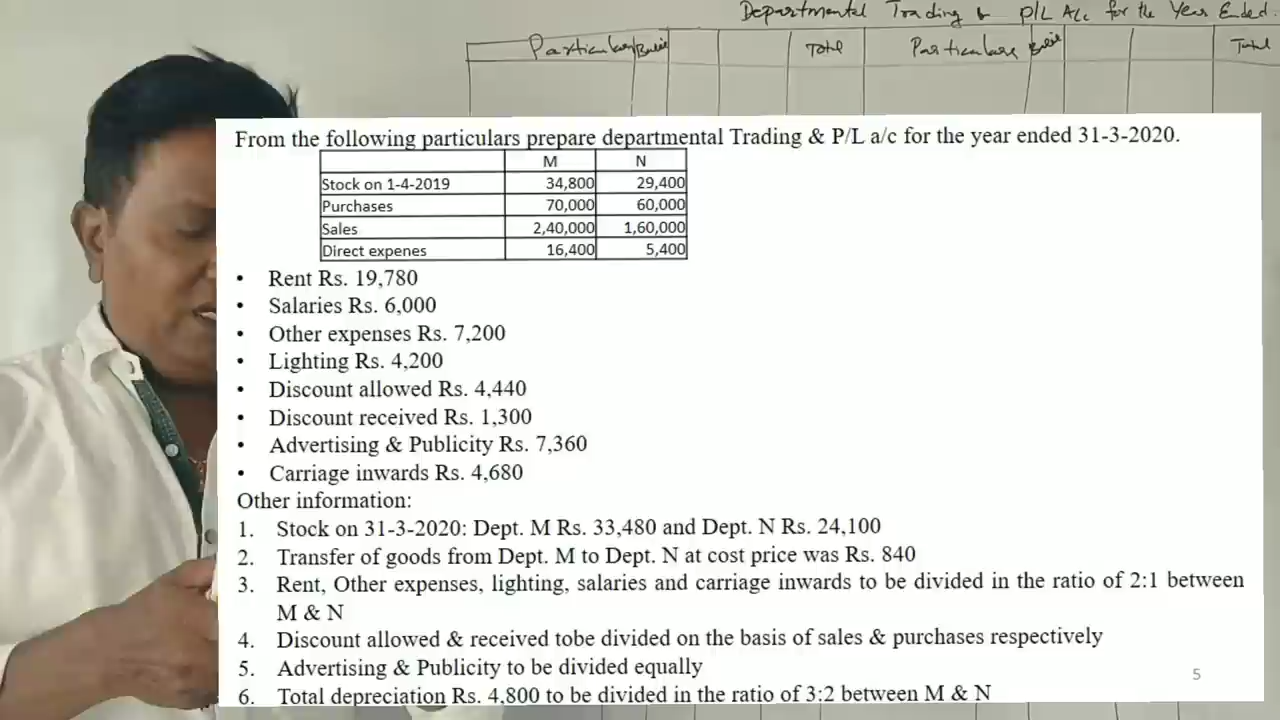 Departmental Trading & P/L A/c for the Year Ended.
Particulars Basis Total Particulars Basis Total
From the following particulars prepare departmental Trading & P/L a/c for the year ended 31-3-2020.
M N
Stock on 1-4-2019 34,800 29,400
Purchases 70,000 60,000
Sales 2,40,000 1,60,000
Direct expenes 16,400 5,400
• Rent Rs. 19,780
• Salaries Rs. 6,000
• Other expenses Rs. 7,200
• Lighting Rs. 4,200
• Discount allowed Rs. 4,440
• Discount received Rs. 1,300
• Advertising & Publicity Rs. 7,360
• Carriage inwards Rs. 4,680
Other information:
1. Stock on 31-3-2020: Dept. M Rs. 33,480 and Dept. N Rs. 24,100
2. Transfer of goods from Dept. M to Dept. N at cost price was Rs. 840
3. Rent, Other expenses, lighting, salaries and carriage inwards to be divided in the ratio of 2:1 between
M & N
4. Discount allowed & received tobe divided on the basis of sales & purchases respectively
5. Advertising & Publicity to be divided equally
6. Total depreciation Rs. 4,800 to be divided in the ratio of 3:2 between M & N
5